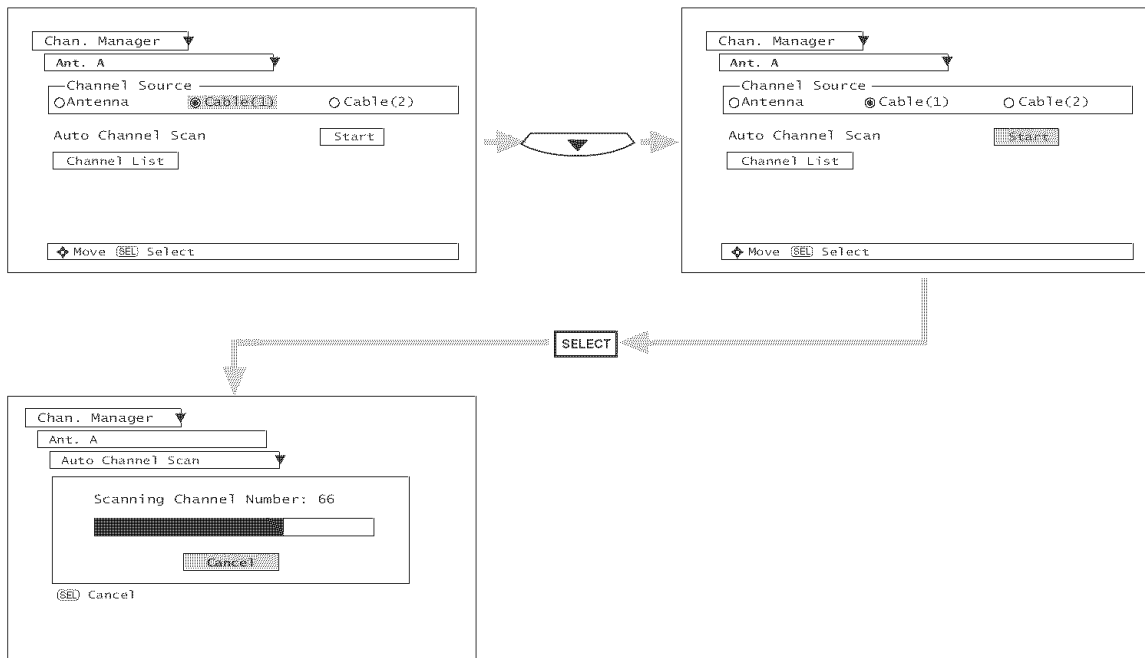 Chan. Manager
Ant. A
Channel Source
Antenna Cable(1) Cable(2)
Auto Channel Scan Start
Channel List
Move SEL Select
Chan. Manager
Ant. A
Channel Source
Antenna Cable(1) Cable(2)
Auto Channel Scan Start
Channel List
Move SEL Select
SELECT
Chan. Manager
Ant. A
Auto Channel Scan
Scanning Channel Number: 66
Cancel
SEL Cancel